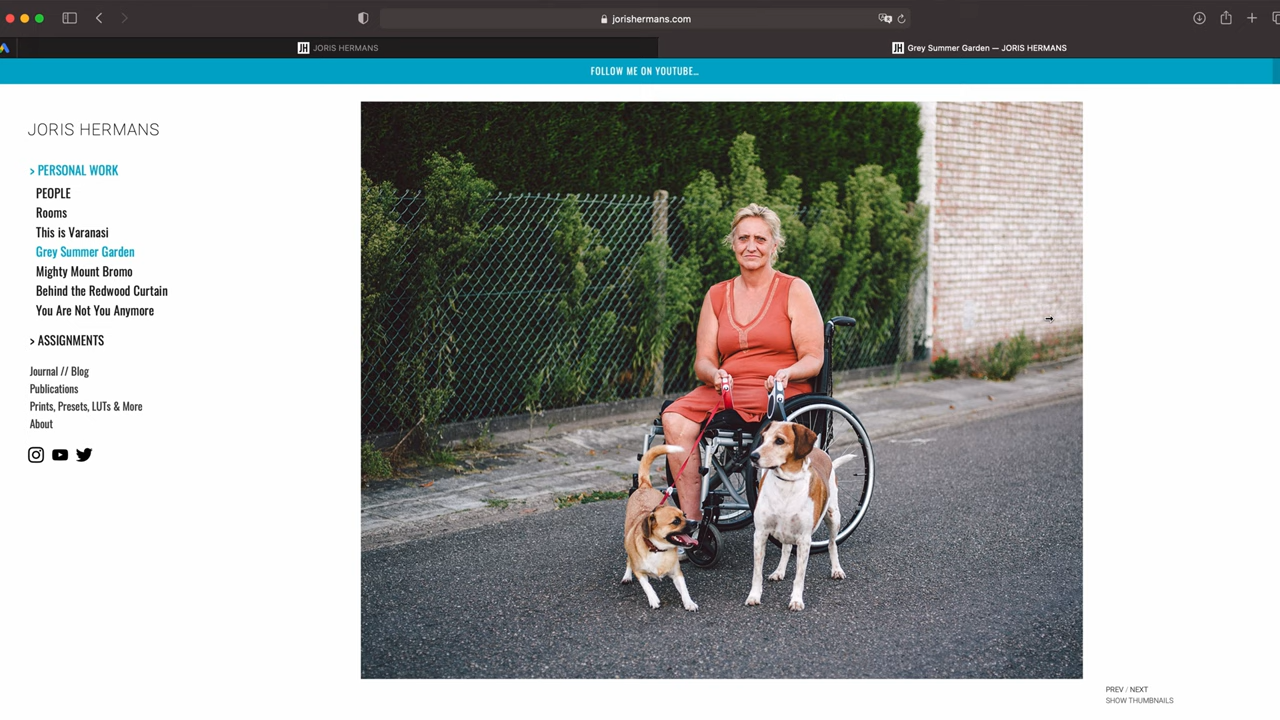 jorishermans.com
JH JORIS HERMANS
JH Grey Summer Garden — JORIS HERMANS
FOLLOW ME ON YOUTUBE...
JORIS HERMANS
> PERSONAL WORK
PEOPLE
Rooms
This is Varanasi
Grey Summer Garden
Mighty Mount Bromo
Behind the Redwood Curtain
You Are Not You Anymore
> ASSIGNMENTS
Journal // Blog
Publications
Prints, Presets, LUTs & More
About
PREV / NEXT
SHOW THUMBNAILS